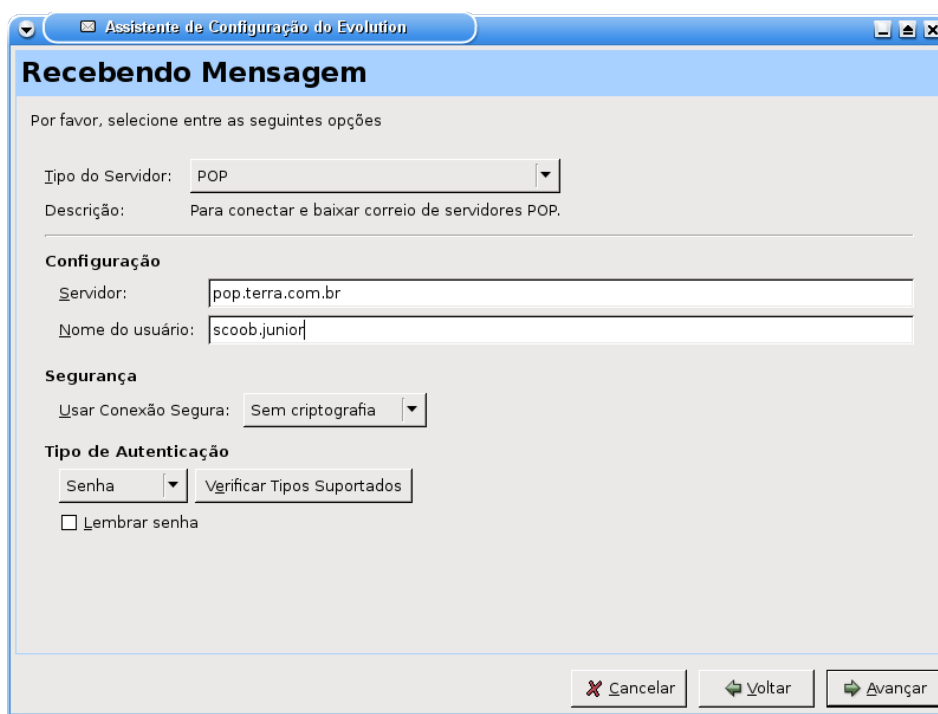 Assistente de Configuração do Evolution
Recebendo Mensagem
Por favor, selecione entre as seguintes opções
Tipo do Servidor: POP
Descrição: Para conectar e baixar correio de servidores POP.
Configuração
Servidor: pop.terra.com.br
Nome do usuário: scoob.junior
Segurança
Usar Conexão Segura: Sem criptografia
Tipo de Autenticação
Senha Verificar Tipos Suportados
Lembrar senha
Cancelar Voltar Avançar